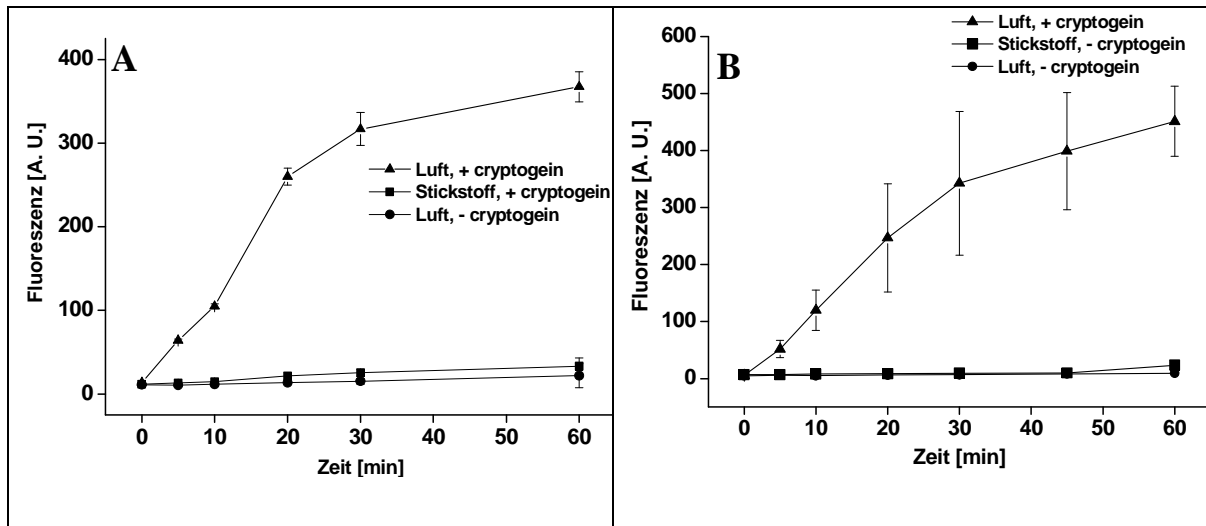 A
400
300
200
100
0
Fluoreszenz [A. U.]
Luft, + cryptogein
Stickstoff, + cryptogein
Luft, - cryptogein
0 10 20 30 40 50 60
Zeit [min]
B
Luft, + cryptogein
Stickstoff, - cryptogein
Luft, - cryptogein
600
500
400
300
200
100
0
Fluoreszenz [A. U.]
0 10 20 30 40 50 60
Zeit [min]